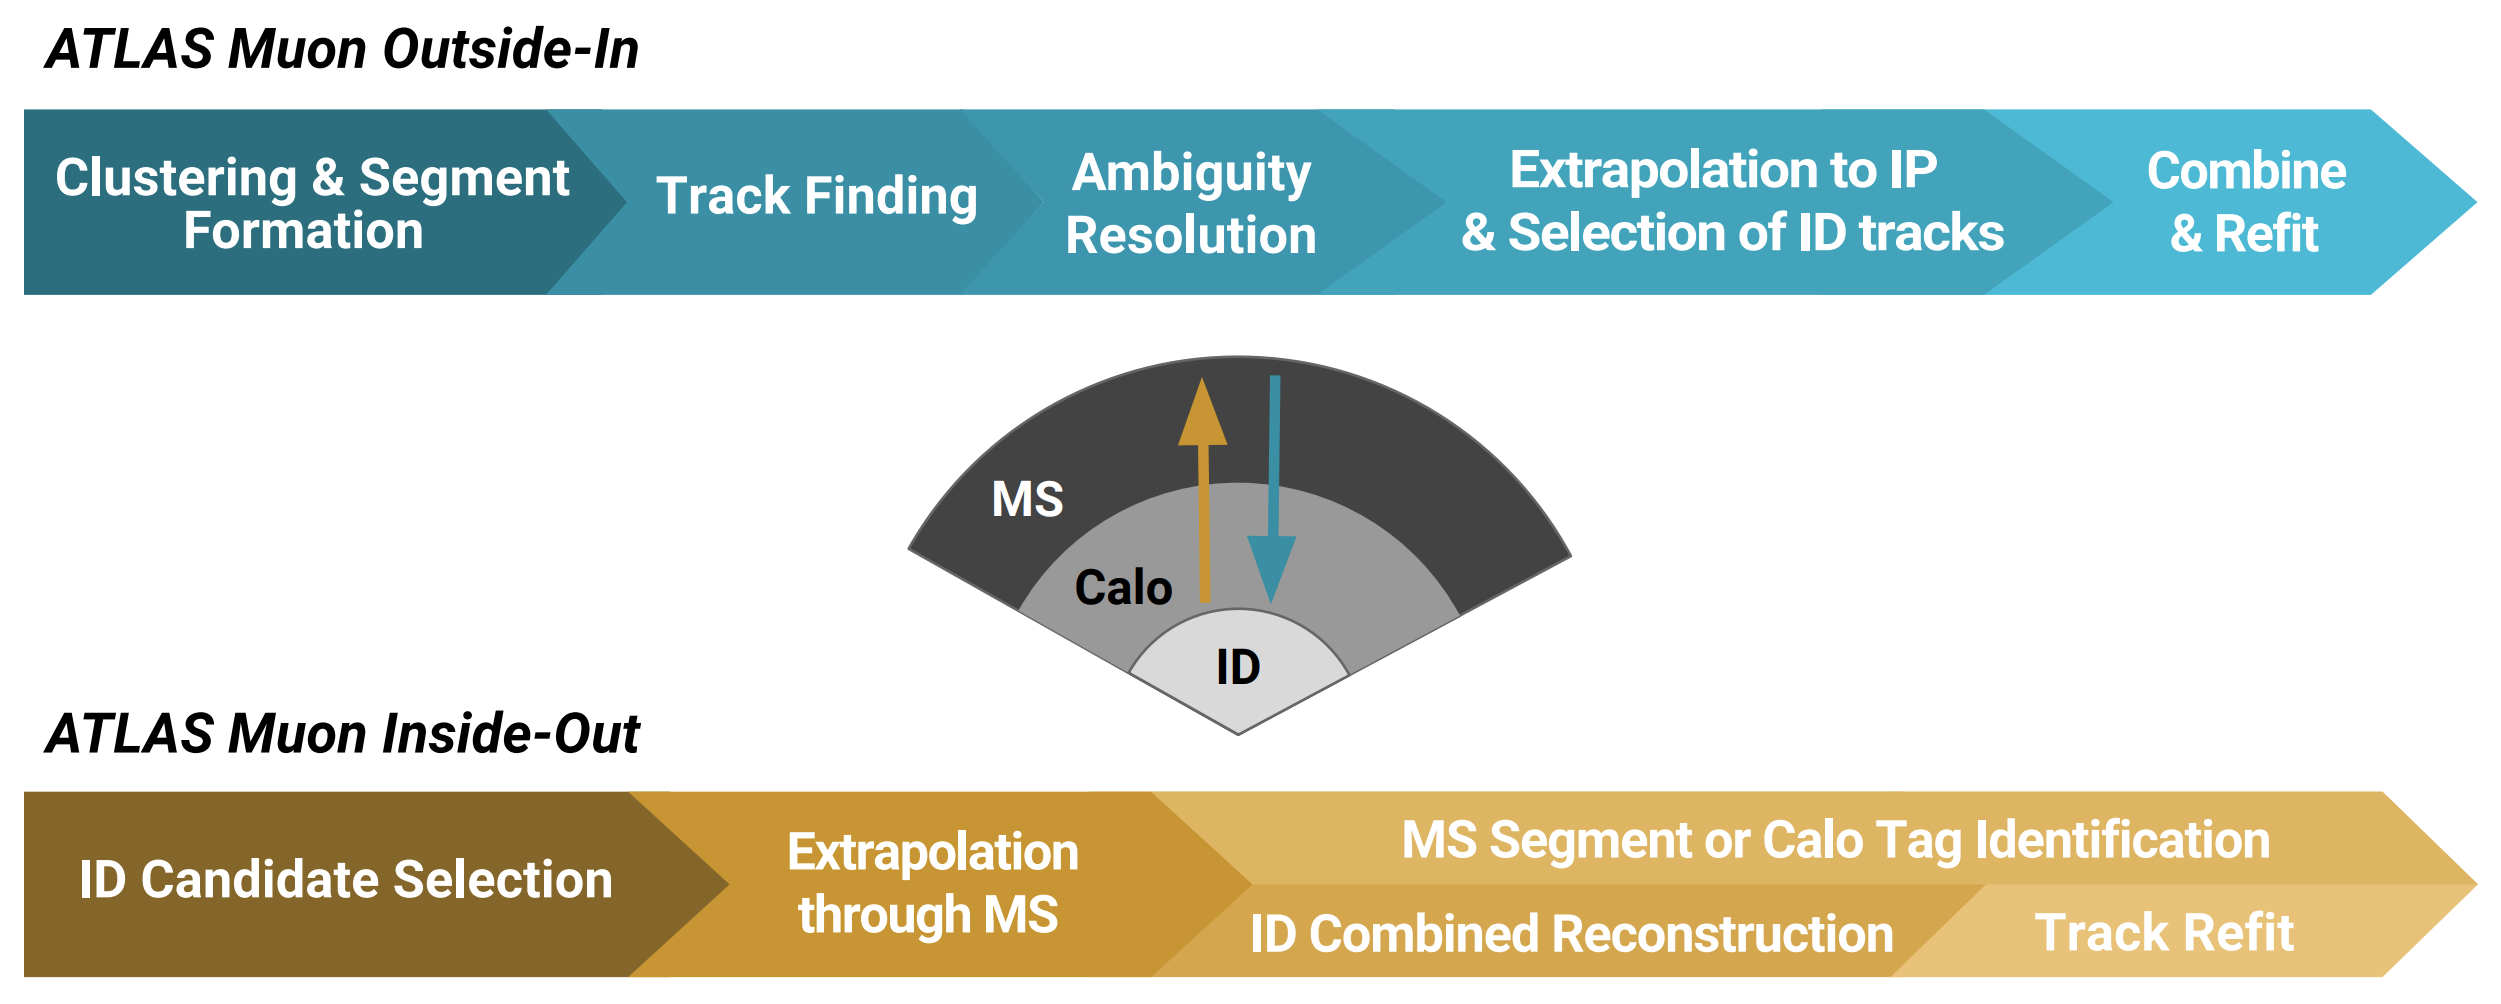 ATLAS Muon Outside-In
Clustering & Segment
Formation
Track Finding
Ambiguity
Resolution
Extrapolation to IP
& Selection of ID tracks
Combine
& Refit
MS
Calo
ID
ATLAS Muon Inside-Out
ID Candidate Selection
Extrapolation
through MS
MS Segment or Calo Tag Identification
ID Combined Reconstruction
Track Refit